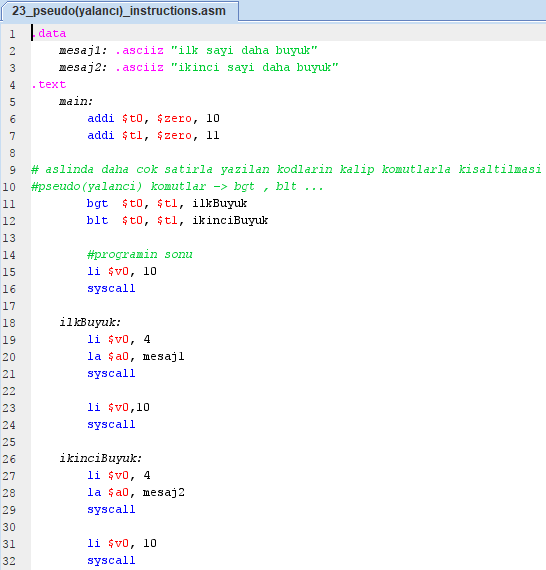 23_pseudo(yalancı)_instructions.asm
1 .data
2 mesaj1: .asciiz "ilk sayi daha buyuk"
3 mesaj2: .asciiz "ikinci sayi daha buyuk"
4 .text
5 main:
6 addi $t0, $zero, 10
7 addi $t1, $zero, 11
8
9 # aslinda daha cok satirla yazilan kodlarin kalip komutlarla kisaltilmasi
10 #pseudo(yalanci) komutlar -> bgt , blt ...
11 bgt $t0, $t1, ilkBuyuk
12 blt $t0, $t1, ikinciBuyuk
13
14 #programin sonu
15 li $v0, 10
16 syscall
17
18 ilkBuyuk:
19 li $v0, 4
20 la $a0, mesaj1
21 syscall
22
23 li $v0,10
24 syscall
25
26 ikinciBuyuk:
27 li $v0, 4
28 la $a0, mesaj2
29 syscall
30
31 li $v0, 10
32 syscall